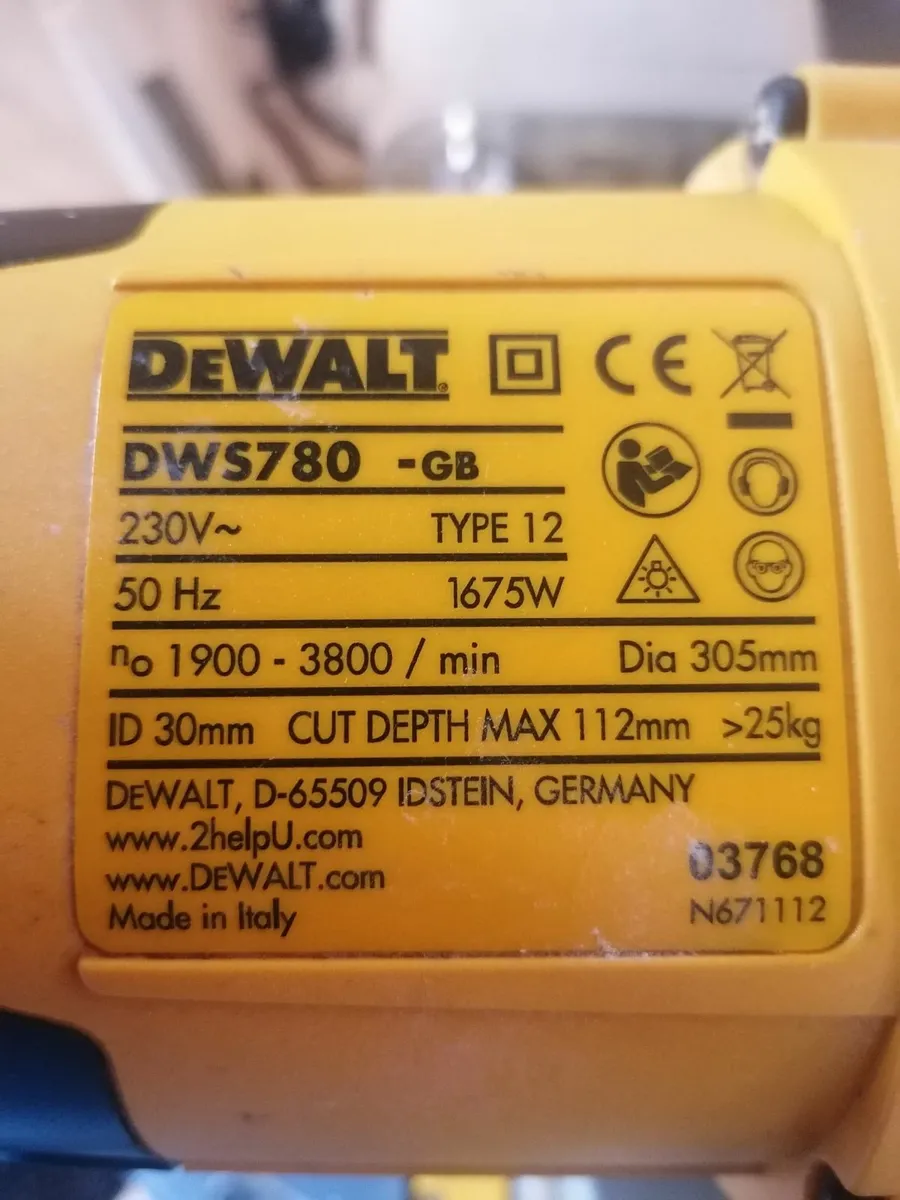 DEWALT® CE
DWS780 -GB
230V~ TYPE 12
50 Hz 1675W
no 1900 - 3800 / min Dia 305mm
ID 30mm CUT DEPTH MAX 112mm >25kg
DEWALT, D-65509 IDSTEIN, GERMANY
www.2helpU.com
www.DEWALT.com
03768
Made in Italy N671112